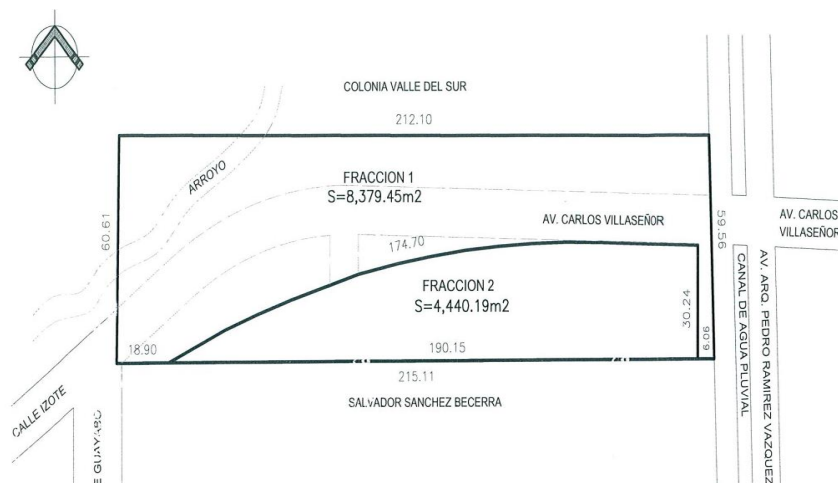 COLONIA VALLE DEL SUR
212.10
ARROYO
FRACCION 1
S=8,379.45m2
AV. CARLOS VILLASEÑOR
AV. CARLOS
VILLASEÑOR
60.61
59.56
174.70
FRACCION 2
S=4,440.19m2
30.24
6.06
18.90
190.15
215.11
SALVADOR SANCHEZ BECERRA
CALLE IZOTE
E GUAYABO
CANAL DE AGUA PLUVIAL
AV. ARQ. PEDRO RAMIREZ VAZQUEZ